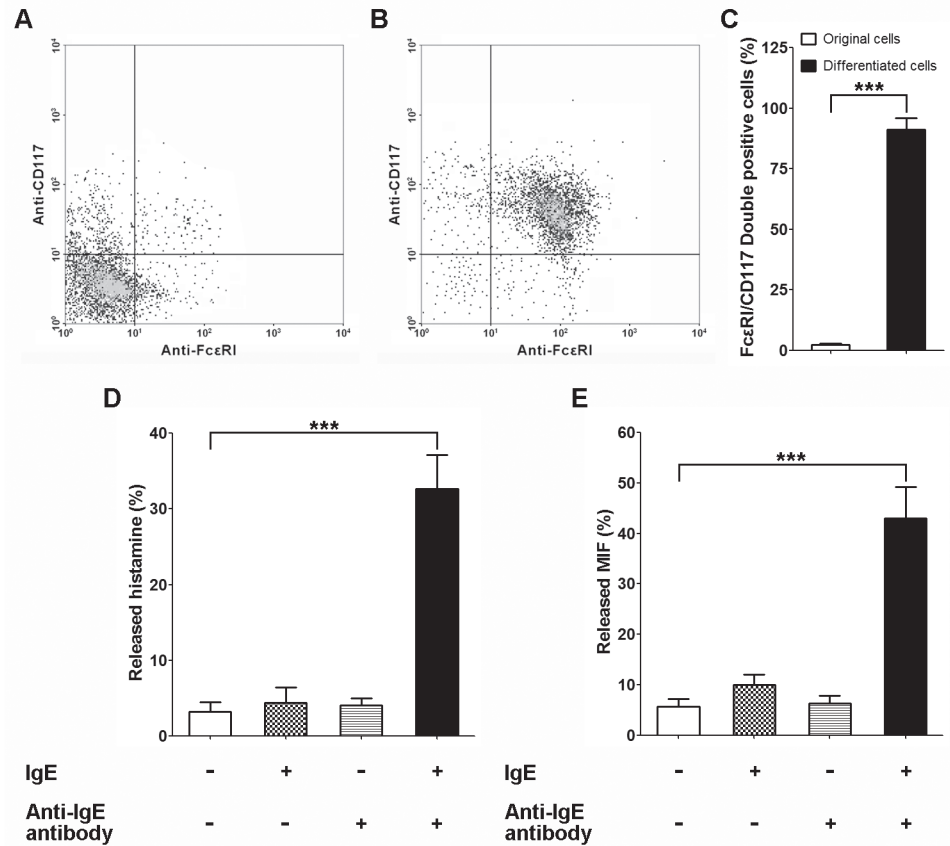 A
10⁴
10³
10²
10¹
Anti-CD117
10⁰ 10¹ 10² 10³ 10⁴
Anti-FcεRI
B
10⁴
10³
10²
10¹
Anti-CD117
10⁰ 10¹ 10² 10³ 10⁴
Anti-FcεRI
C
Original cells
Differentiated cells
FcεRI/CD117 Double positive cells (%)
125
100
75
50
25
0
***
D
Released histamine (%)
40
30
20
10
0
***
IgE - + - +
Anti-IgE
antibody - - + +
E
Released MIF (%)
60
50
40
30
20
10
0
***
IgE - + - +
Anti-IgE
antibody - - + +